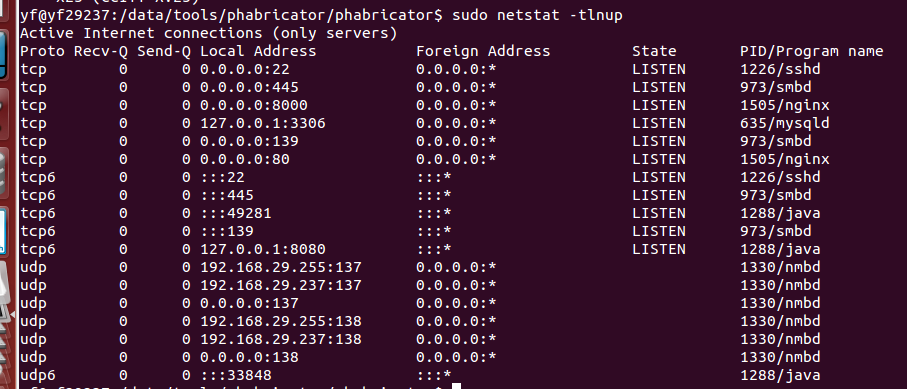 yf@yf29237:/data/tools/phabricator/phabricator$ sudo netstat -tlnup
Active Internet connections (only servers)
Proto Recv-Q Send-Q Local Address           Foreign Address         State       PID/Program name
tcp        0      0 0.0.0.0:22              0.0.0.0:*               LISTEN      1226/sshd
tcp        0      0 0.0.0.0:445             0.0.0.0:*               LISTEN      973/smbd
tcp        0      0 0.0.0.0:8000            0.0.0.0:*               LISTEN      1505/nginx
tcp        0      0 127.0.0.1:3306          0.0.0.0:*               LISTEN      635/mysqld
tcp        0      0 0.0.0.0:139             0.0.0.0:*               LISTEN      973/smbd
tcp        0      0 0.0.0.0:80              0.0.0.0:*               LISTEN      1505/nginx
tcp6       0      0 :::22                   :::*                    LISTEN      1226/sshd
tcp6       0      0 :::445                  :::*                    LISTEN      973/smbd
tcp6       0      0 :::49281                :::*                    LISTEN      1288/java
tcp6       0      0 :::139                  :::*                    LISTEN      973/smbd
tcp6       0      0 127.0.0.1:8080          :::*                    LISTEN      1288/java
udp        0      0 192.168.29.255:137      0.0.0.0:*                           1330/nmbd
udp        0      0 192.168.29.237:137      0.0.0.0:*                           1330/nmbd
udp        0      0 0.0.0.0:137             0.0.0.0:*                           1330/nmbd
udp        0      0 192.168.29.255:138      0.0.0.0:*                           1330/nmbd
udp        0      0 192.168.29.237:138      0.0.0.0:*                           1330/nmbd
udp        0      0 0.0.0.0:138             0.0.0.0:*                           1330/nmbd
udp6       0      0 :::33848                :::*                                1288/java